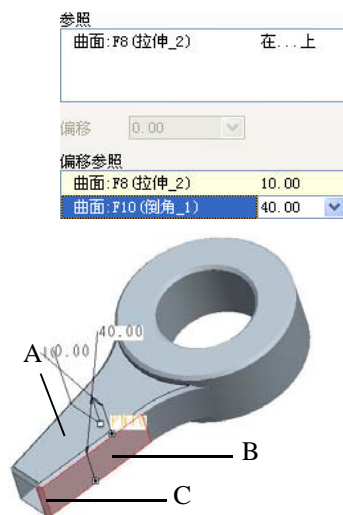 参照
曲面:F8(拉伸_2) 在...上
偏移 0.00
偏移参照
曲面:F8(拉伸_2) 10.00
曲面:F10(倒角_1) 40.00
40.00
A
B
C